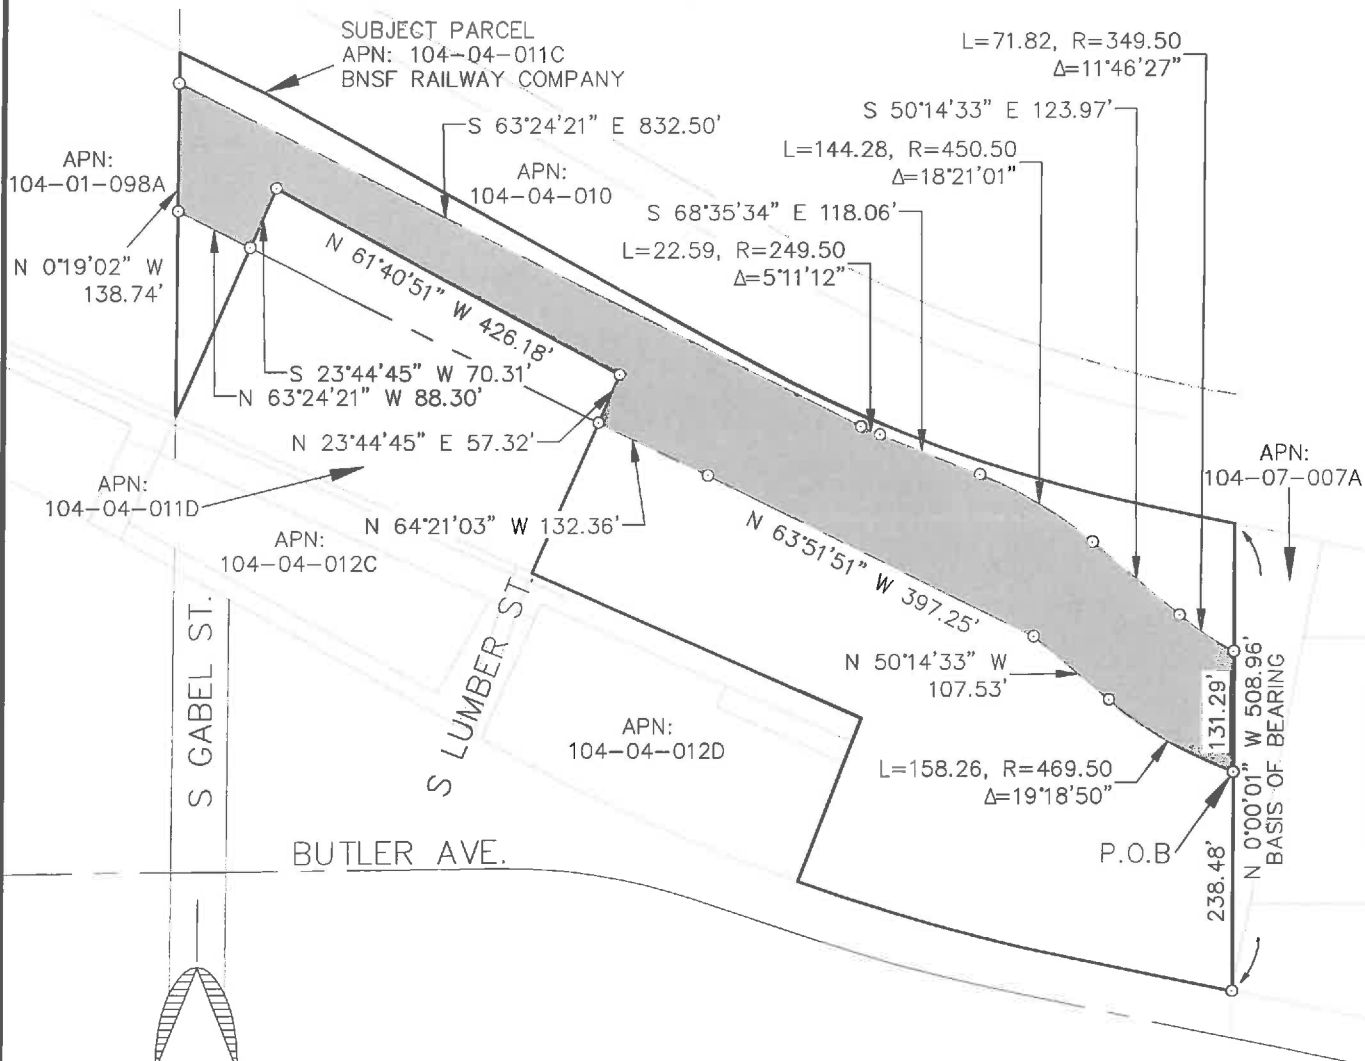 SUBJECT PARCEL
APN: 104-04-011C
BNSF RAILWAY COMPANY
L=71.82, R=349.50
Δ=11°46'27"
S 63°24'21" E 832.50'
S 50°14'33" E 123.97'
L=144.28, R=450.50
Δ=18°21'01"
APN:
104-01-098A
APN:
104-04-010
S 68°35'34" E 118.06'
L=22.59, R=249.50
Δ=5°11'12"
N 0°19'02" W
138.74'
N 61°40'51" W 426.18'
S 23°44'45" W 70.31'
N 63°24'21" W 88.30'
N 23°44'45" E 57.32'
APN:
104-07-007A
APN:
104-04-011D
N 64°21'03" W 132.36'
APN:
104-04-012C
N 63°51'51" W 397.25'
S GABEL ST.
S LUMBER ST.
N 50°14'33" W
107.53'
131.29'
N 0°00'01" W 508.96'
BASIS OF BEARING
APN:
104-04-012D
L=158.26, R=469.50
Δ=19°18'50"
P.O.B
238.48'
BUTLER AVE.